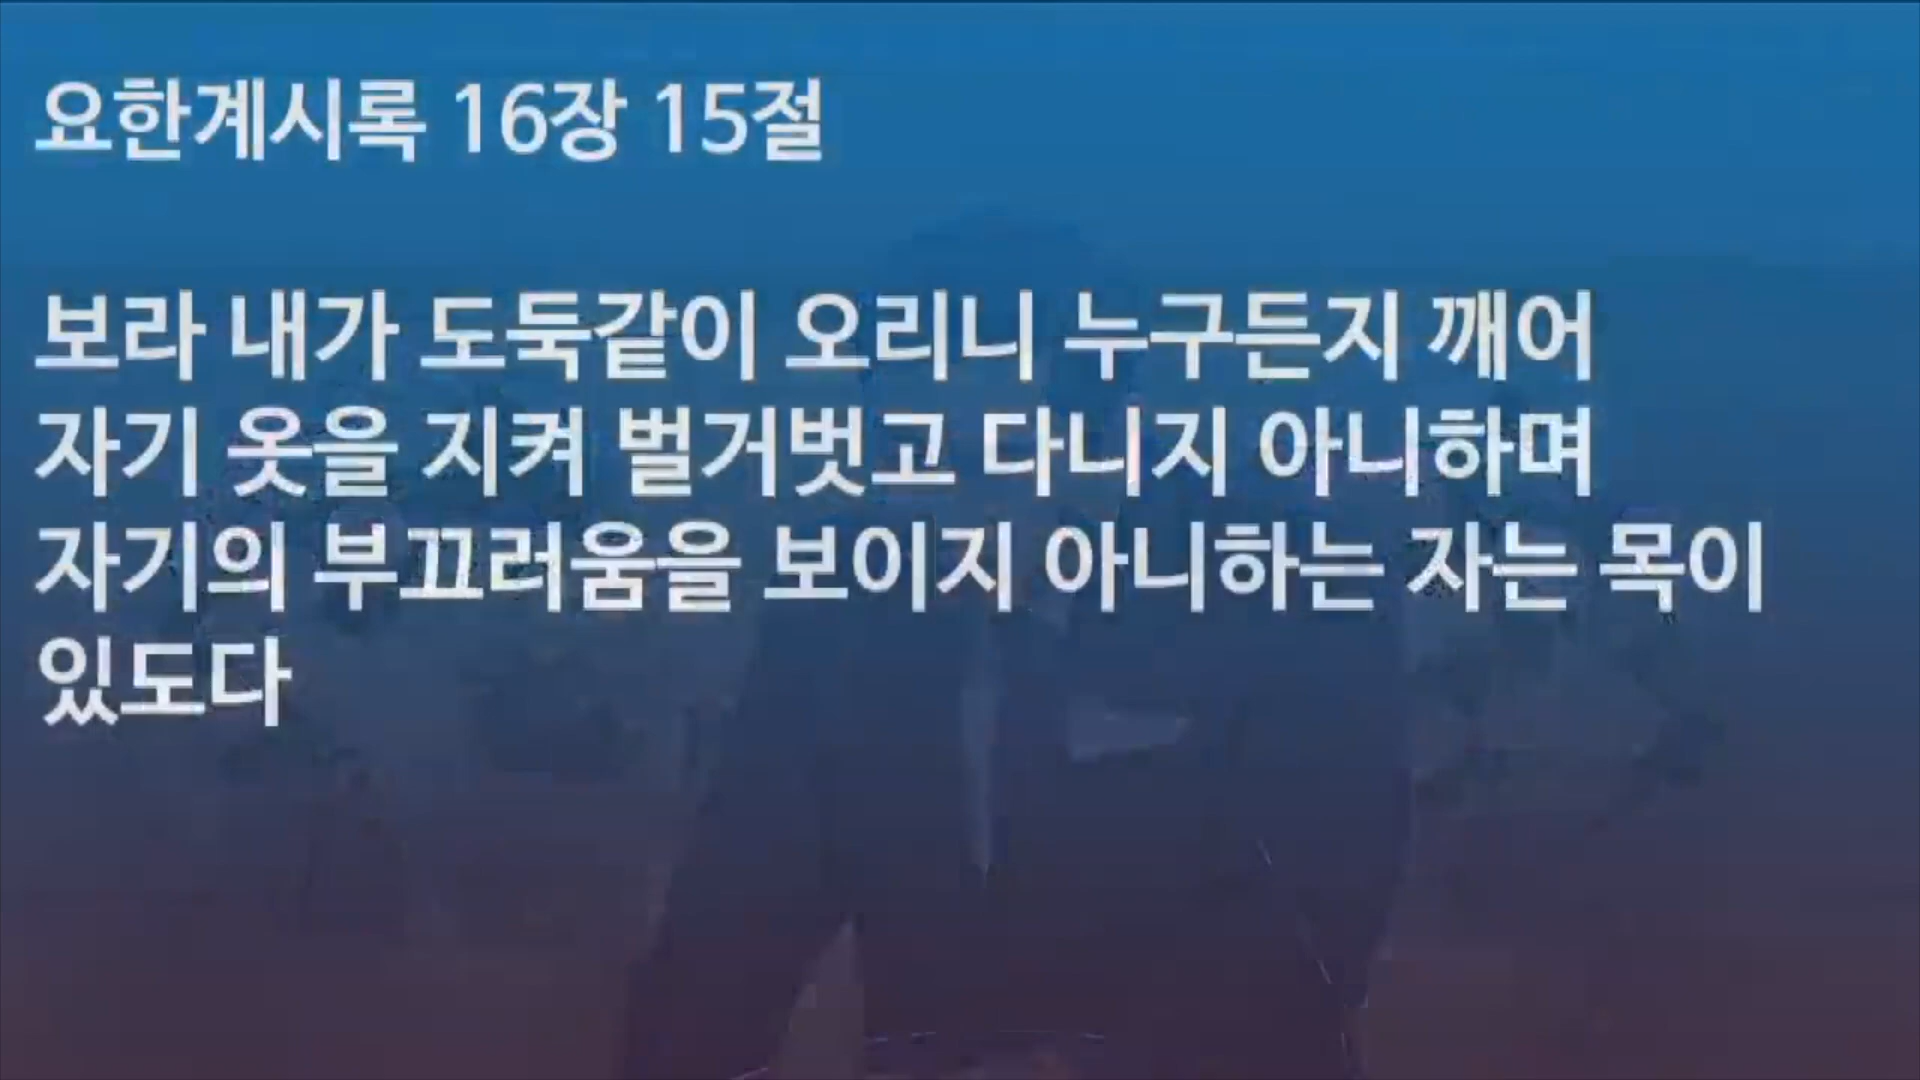 요한계시록 16장 15절
보라 내가 도둑같이 오리니 누구든지 깨어
자기 옷을 지켜 벌거벗고 다니지 아니하며
자기의 부끄러움을 보이지 아니하는 자는 목이
있도다